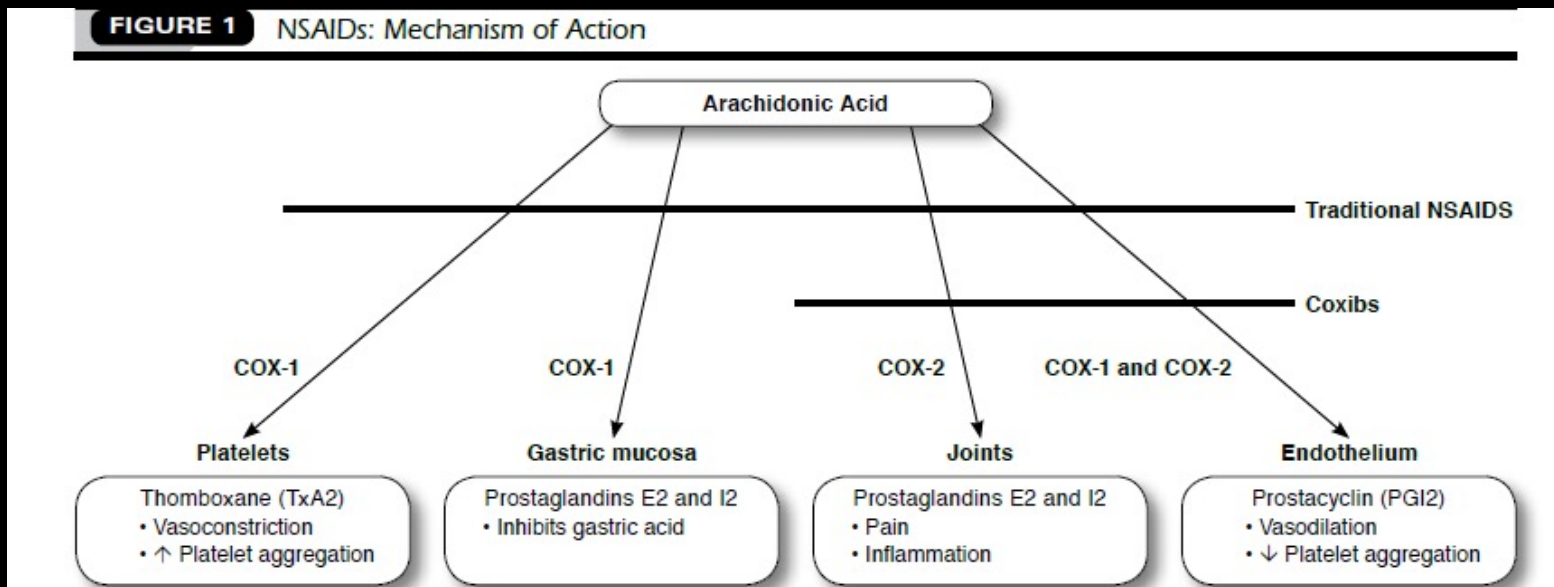 FIGURE 1 NSAIDs: Mechanism of Action
Arachidonic Acid
Traditional NSAIDS
Coxibs
COX-1
COX-1
COX-2
COX-1 and COX-2
Platelets
Thomboxane (TxA2)
• Vasoconstriction
• ↑ Platelet aggregation
Gastric mucosa
Prostaglandins E2 and I2
• Inhibits gastric acid
Joints
Prostaglandins E2 and I2
• Pain
• Inflammation
Endothelium
Prostacyclin (PGI2)
• Vasodilation
• ↓ Platelet aggregation